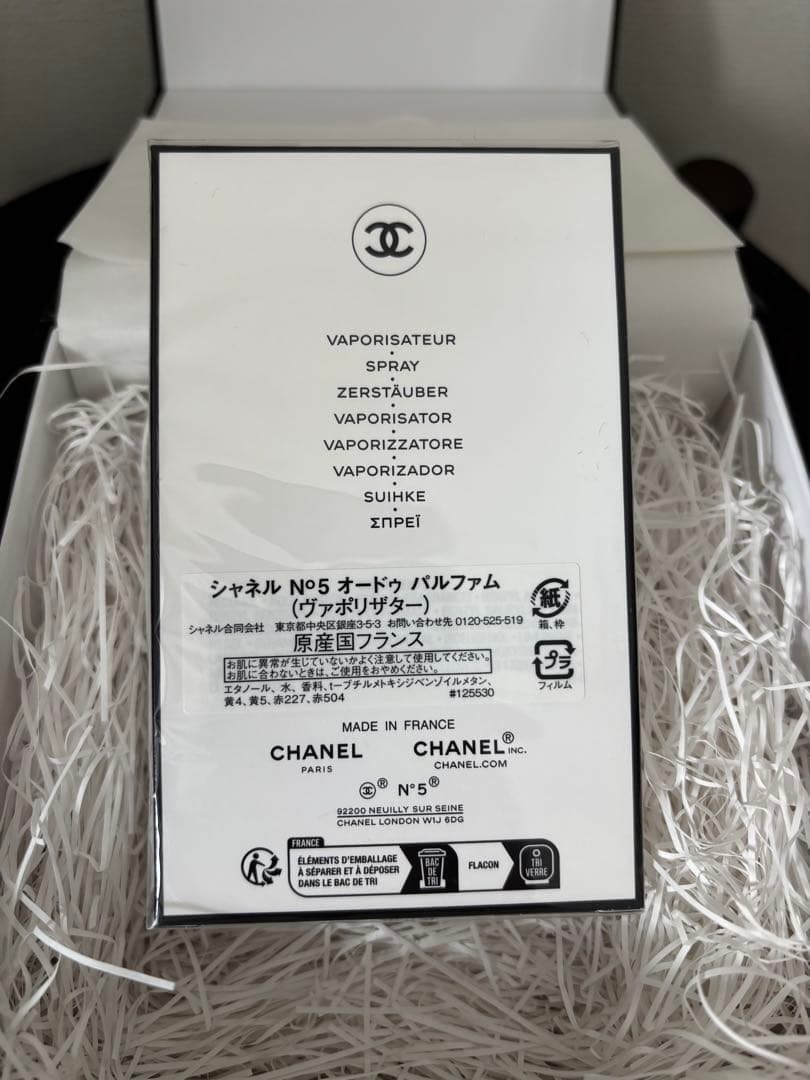 VAPORISATEUR
SPRAY
ZERSTÄUBER
VAPORISATOR
VAPORIZZATORE
VAPORIZADOR
SUIHKE
ΣΠΡΕΪ
シャネル Nº5 オードゥ パルファム
(ヴァポリザター)
シャネル合同会社 東京都中央区銀座3-5-3 お問い合わせ先 0120-525-519
原産国フランス
お肌に異常が生じていないかよく注意して使用してください。
お肌に合わないときは、ご使用をおやめください。
エタノール、水、香料、t-ブチルメトキシジベンゾイルメタン、
黄4、黄5、赤227、赤504 #125530
紙
箱、枠
プラ
フィルム
MADE IN FRANCE
CHANEL
PARIS
CHANEL® INC.
CHANEL.COM
® Nº5®
92200 NEUILLY SUR SEINE
CHANEL LONDON W1J 6DG
FRANCE
ÉLÉMENTS D'EMBALLAGE
À SÉPARER ET À DÉPOSER
DANS LE BAC DE TRI
BAC
DE
TRI
FLACON
TRI
VERRE